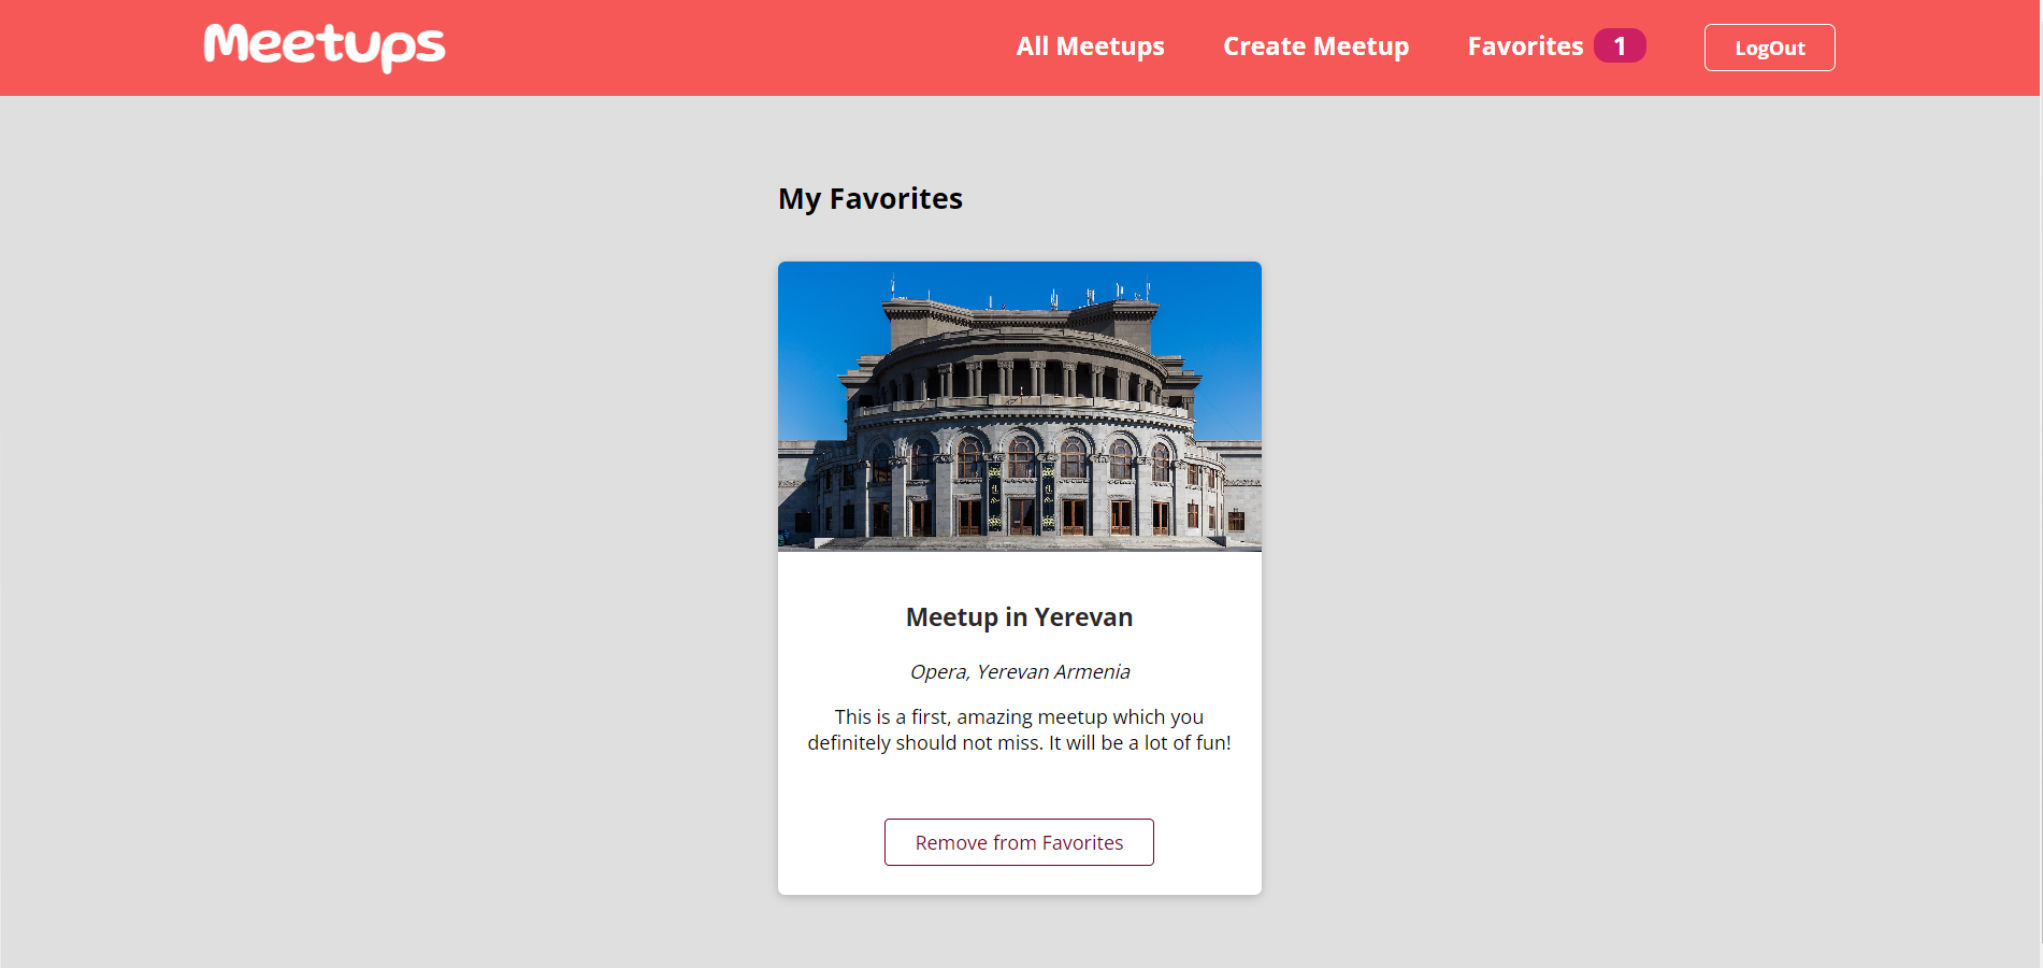 Meetups
All Meetups
Create Meetup
Favorites 1
LogOut
My Favorites
Meetup in Yerevan
Opera, Yerevan Armenia
This is a first, amazing meetup which you
definitely should not miss. It will be a lot of fun!
Remove from Favorites